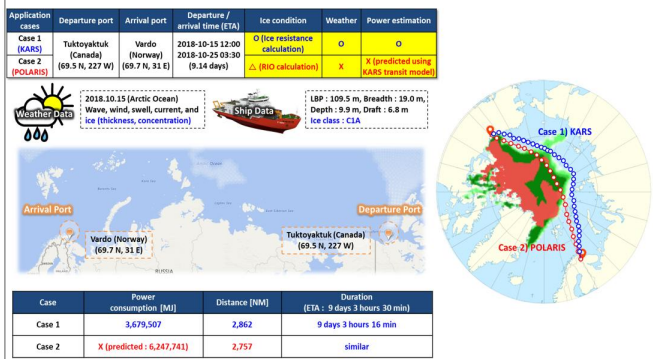 Application cases Departure port Arrival port Departure / arrival time (ETA) Ice condition Weather Power estimation
Case 1 (KARS) Tuktoyaktuk (Canada) (69.5 N, 227 W) Vardo (Norway) (69.7 N, 31 E) 2018-10-15 12:00 2018-10-25 03:30 (9.14 days) O (Ice resistance calculation) O O
Case 2 (POLARIS) △ (RIO calculation) X X (predicted using KARS transit model)
Weather Data
2018.10.15 (Arctic Ocean)
Wave, wind, swell, current, and
ice (thickness, concentration)
Ship Data
LBP : 109.5 m, Breadth : 19.0 m,
Depth : 9.9 m, Draft : 6.8 m
Ice class : C1A
Case 1) KARS
Case 2) POLARIS
Arrival Port
Departure Port
Vardo (Norway)
(69.7 N, 31 E)
Tuktoyaktuk (Canada)
(69.5 N, 227 W)
RUSSIA
Case Power consumption [MJ] Distance [NM] Duration (ETA : 9 days 3 hours 30 min)
Case 1 3,679,507 2,862 9 days 3 hours 16 min
Case 2 X (predicted : 6,247,741) 2,757 similar